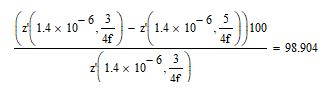 ((z'(1.4 × 10^-6, 3/4f) - z'(1.4 × 10^-6, 5/4f))100) / z'(1.4 × 10^-6, 3/4f) = 98.904